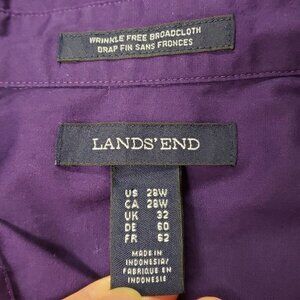 WRINKLE FREE BROADCLOTH
DRAP FIN SANS FRONCES
LANDS' END
US 28W
CA 28W
UK 32
DE 60
FR 62
MADE IN
INDONESIA/
FABRIQUÉ EN
INDONÉSIE